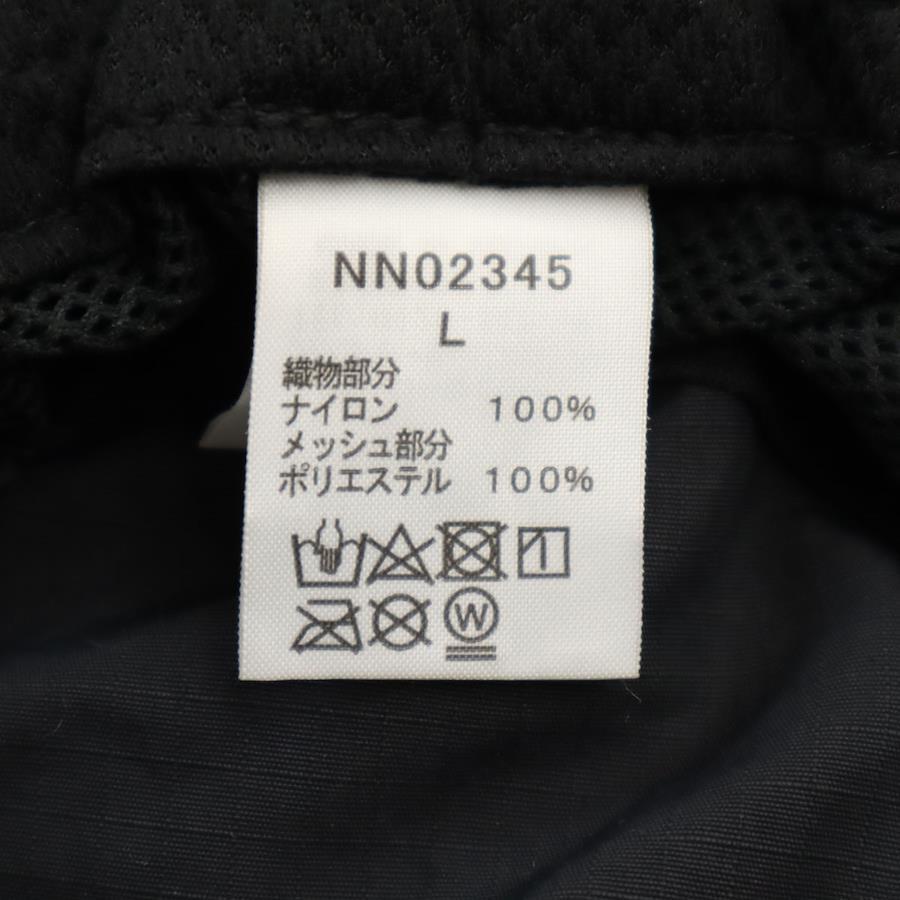 NN02345
L
織物部分
ナイロン 100%
メッシュ部分
ポリエステル 100%
W